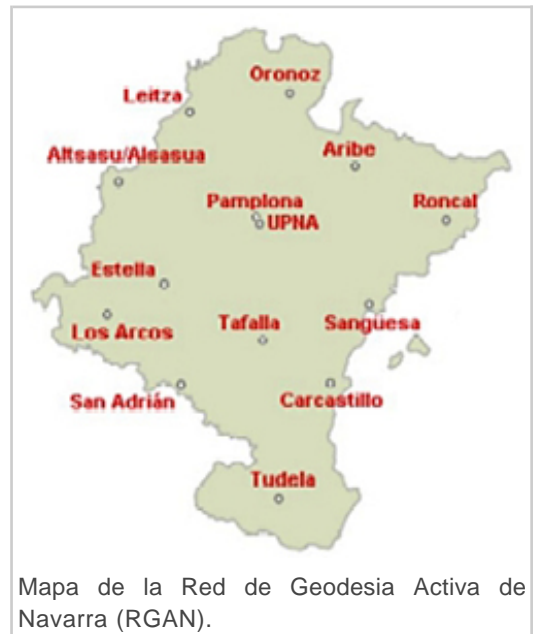 Oronoz
Leitza
Altsasu/Alsasua
Aribe
Pamplona
UPNA
Roncal
Estella
Los Arcos
Tafalla
Sangüesa
San Adrián
Carcastillo
Tudela
Mapa de la Red de Geodesia Activa de
Navarra (RGAN).